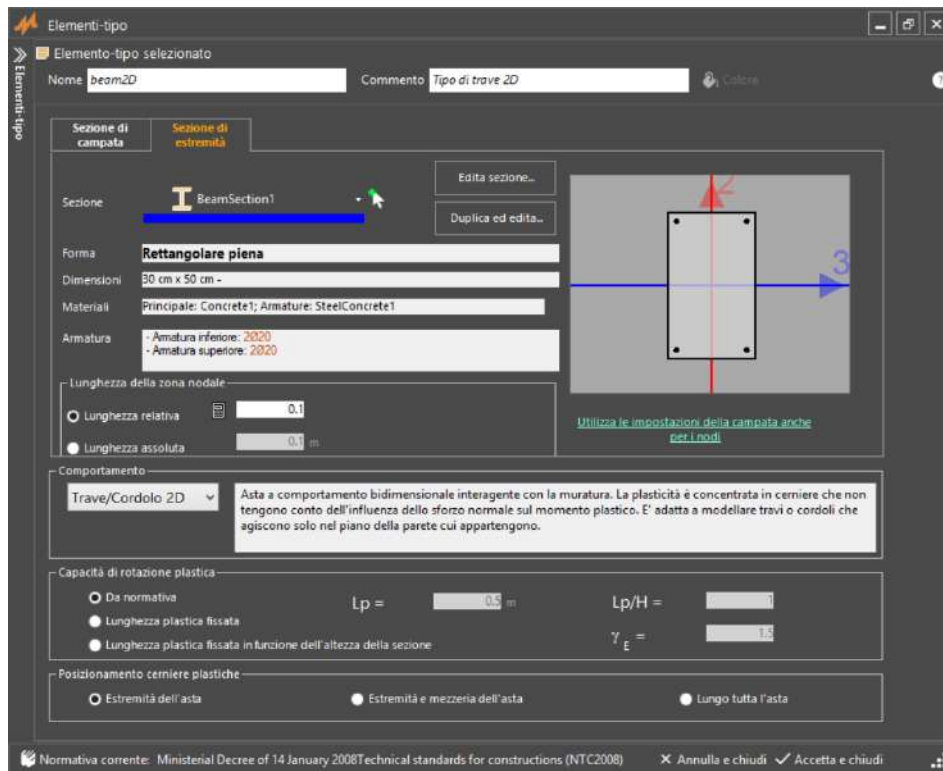 Elementi-tipo
Elementi-tipo
Elemento-tipo selezionato
Nome beam2D Commento Tipo di trave 2D Colore
Sezione di campata
Sezione di estremità
Sezione BeamSection1
Edita sezione...
Duplica ed edita...
Forma Rettangolare piena
Dimensioni 30 cm x 50 cm -
Materiali Principale: Concrete1; Armature: SteelConcrete1
Armatura - Armatura inferiore: 2Ø20
- Armatura superiore: 2Ø20
2
3
Lunghezza della zona nodale
Lunghezza relativa 0.1
Lunghezza assoluta 0.1 m
Utilizza le impostazioni della campata anche
per i nodi
Comportamento
Trave/Cordolo 2D
Asta a comportamento bidimensionale interagente con la muratura. La plasticità è concentrata in cerniere che non
tengono conto dell'influenza dello sforzo normale sul momento plastico. E' adatta a modellare travi o cordoli che
agiscono solo nel piano della parete cui appartengono.
Capacità di rotazione plastica
Da normativa
Lunghezza plastica fissata
Lunghezza plastica fissata in funzione dell'altezza della sezione
Lp = 0.5 m
Lp/H = 1
γE = 1.5
Posizionamento cerniere plastiche
Estremità dell'asta Estremità e mezzeria dell'asta Lungo tutta l'asta
Normativa corrente: Ministerial Decree of 14 January 2008Technical standards for constructions (NTC2008) Annulla e chiudi Accetta e chiudi